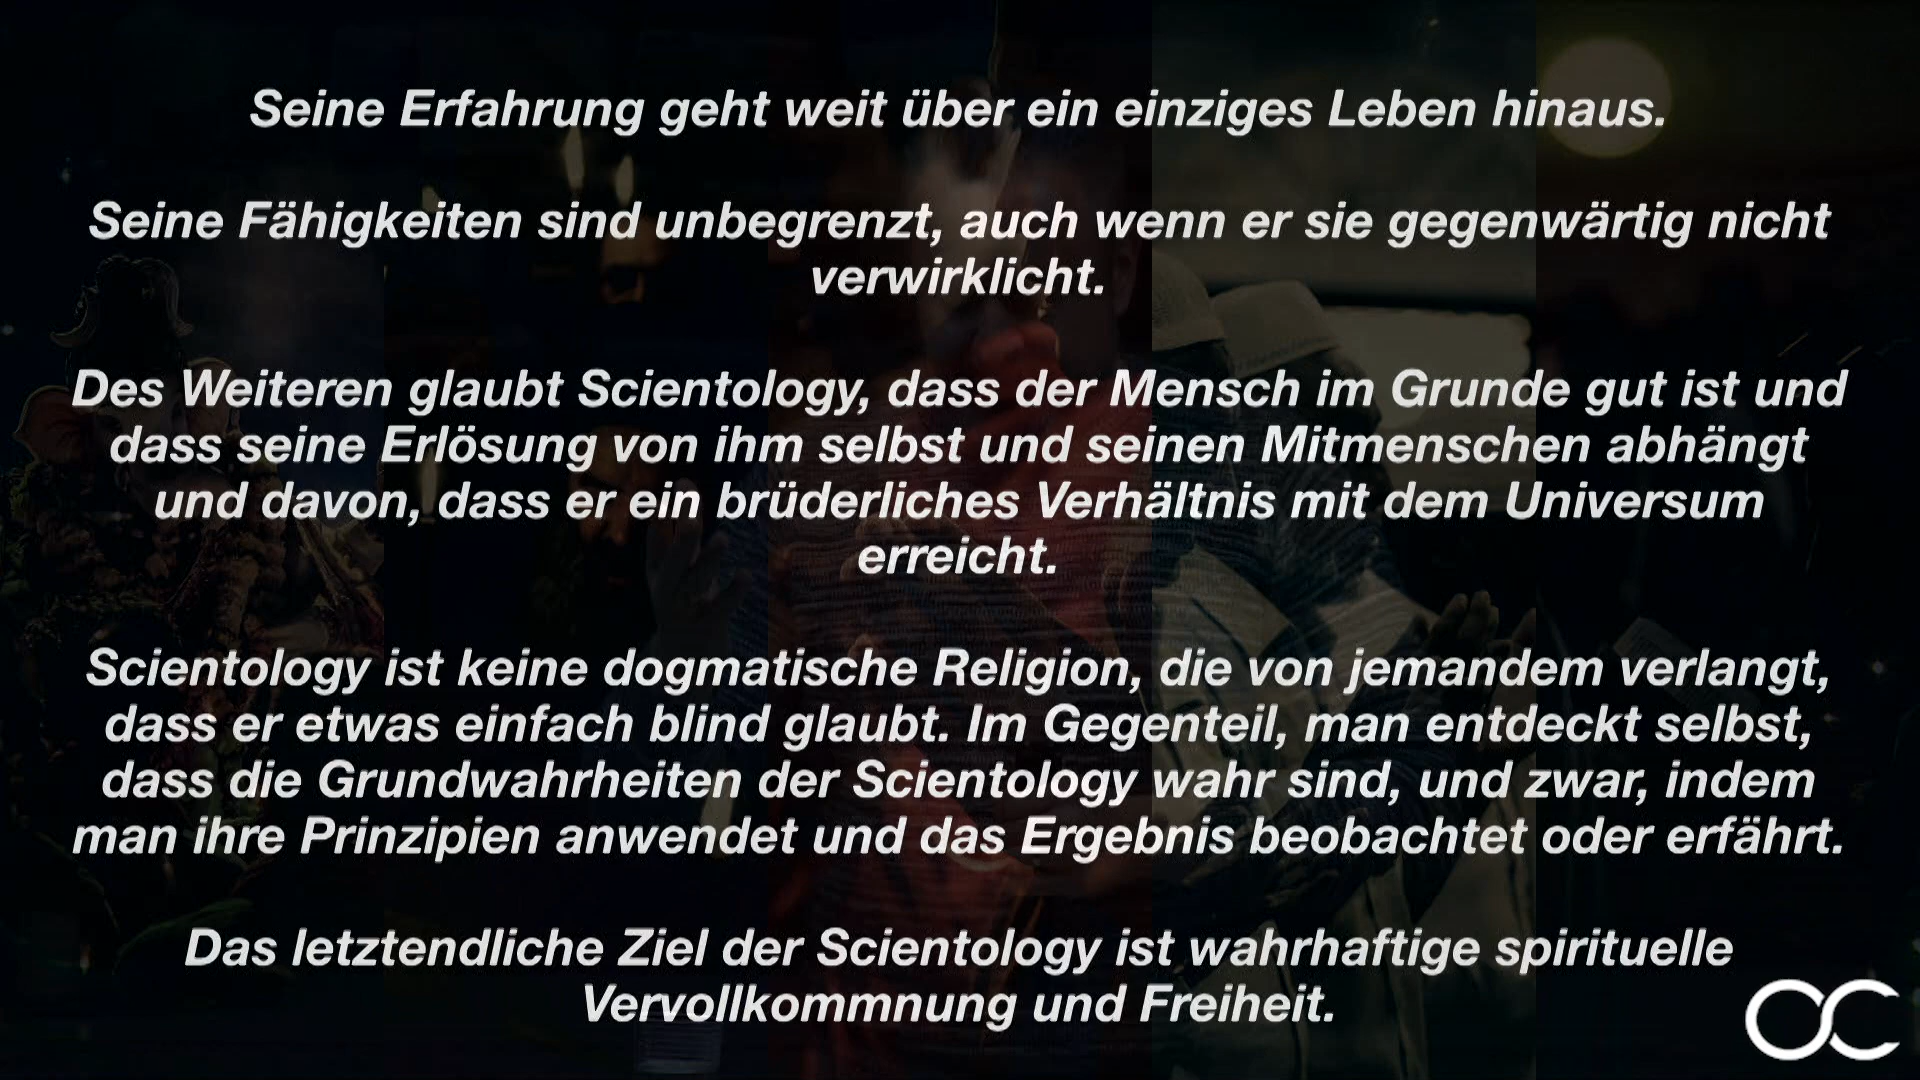 Seine Erfahrung geht weit über ein einziges Leben hinaus.
Seine Fähigkeiten sind unbegrenzt, auch wenn er sie gegenwärtig nicht
verwirklicht.
Des Weiteren glaubt Scientology, dass der Mensch im Grunde gut ist und
dass seine Erlösung von ihm selbst und seinen Mitmenschen abhängt
und davon, dass er ein brüderliches Verhältnis mit dem Universum
erreicht.
Scientology ist keine dogmatische Religion, die von jemandem verlangt,
dass er etwas einfach blind glaubt. Im Gegenteil, man entdeckt selbst,
dass die Grundwahrheiten der Scientology wahr sind, und zwar, indem
man ihre Prinzipien anwendet und das Ergebnis beobachtet oder erfährt.
Das letztendliche Ziel der Scientology ist wahrhaftige spirituelle
Vervollkommnung und Freiheit.
OC